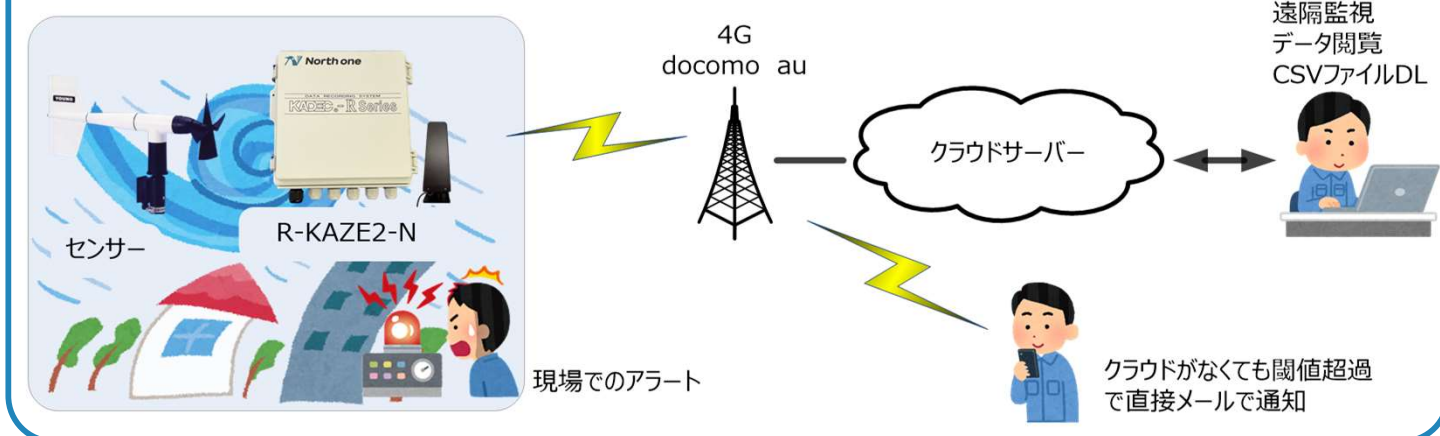 YOUNG
North one
DATA RECORDING SYSTEM
KADEC®-R Series
センサー
R-KAZE2-N
現場でのアラート
4G
docomo au
クラウドサーバー
遠隔監視
データ閲覧
CSVファイルDL
クラウドがなくても閾値超過
で直接メールで通知